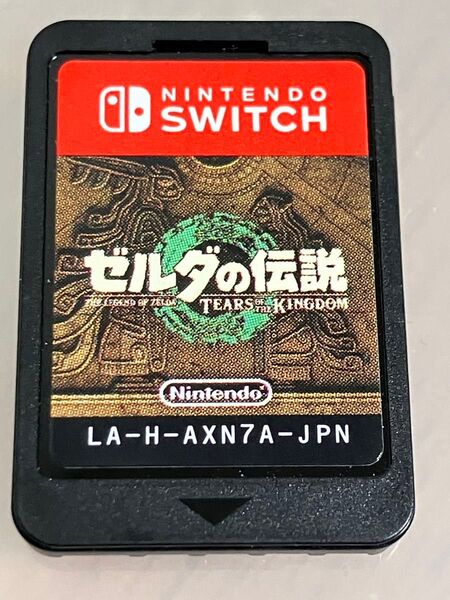 NINTENDO
SWITCH
ゼルダの伝説
THE LEGEND OF ZELDA
TEARS OF THE KINGDOM
Nintendo
LA-H-AXN7A-JPN